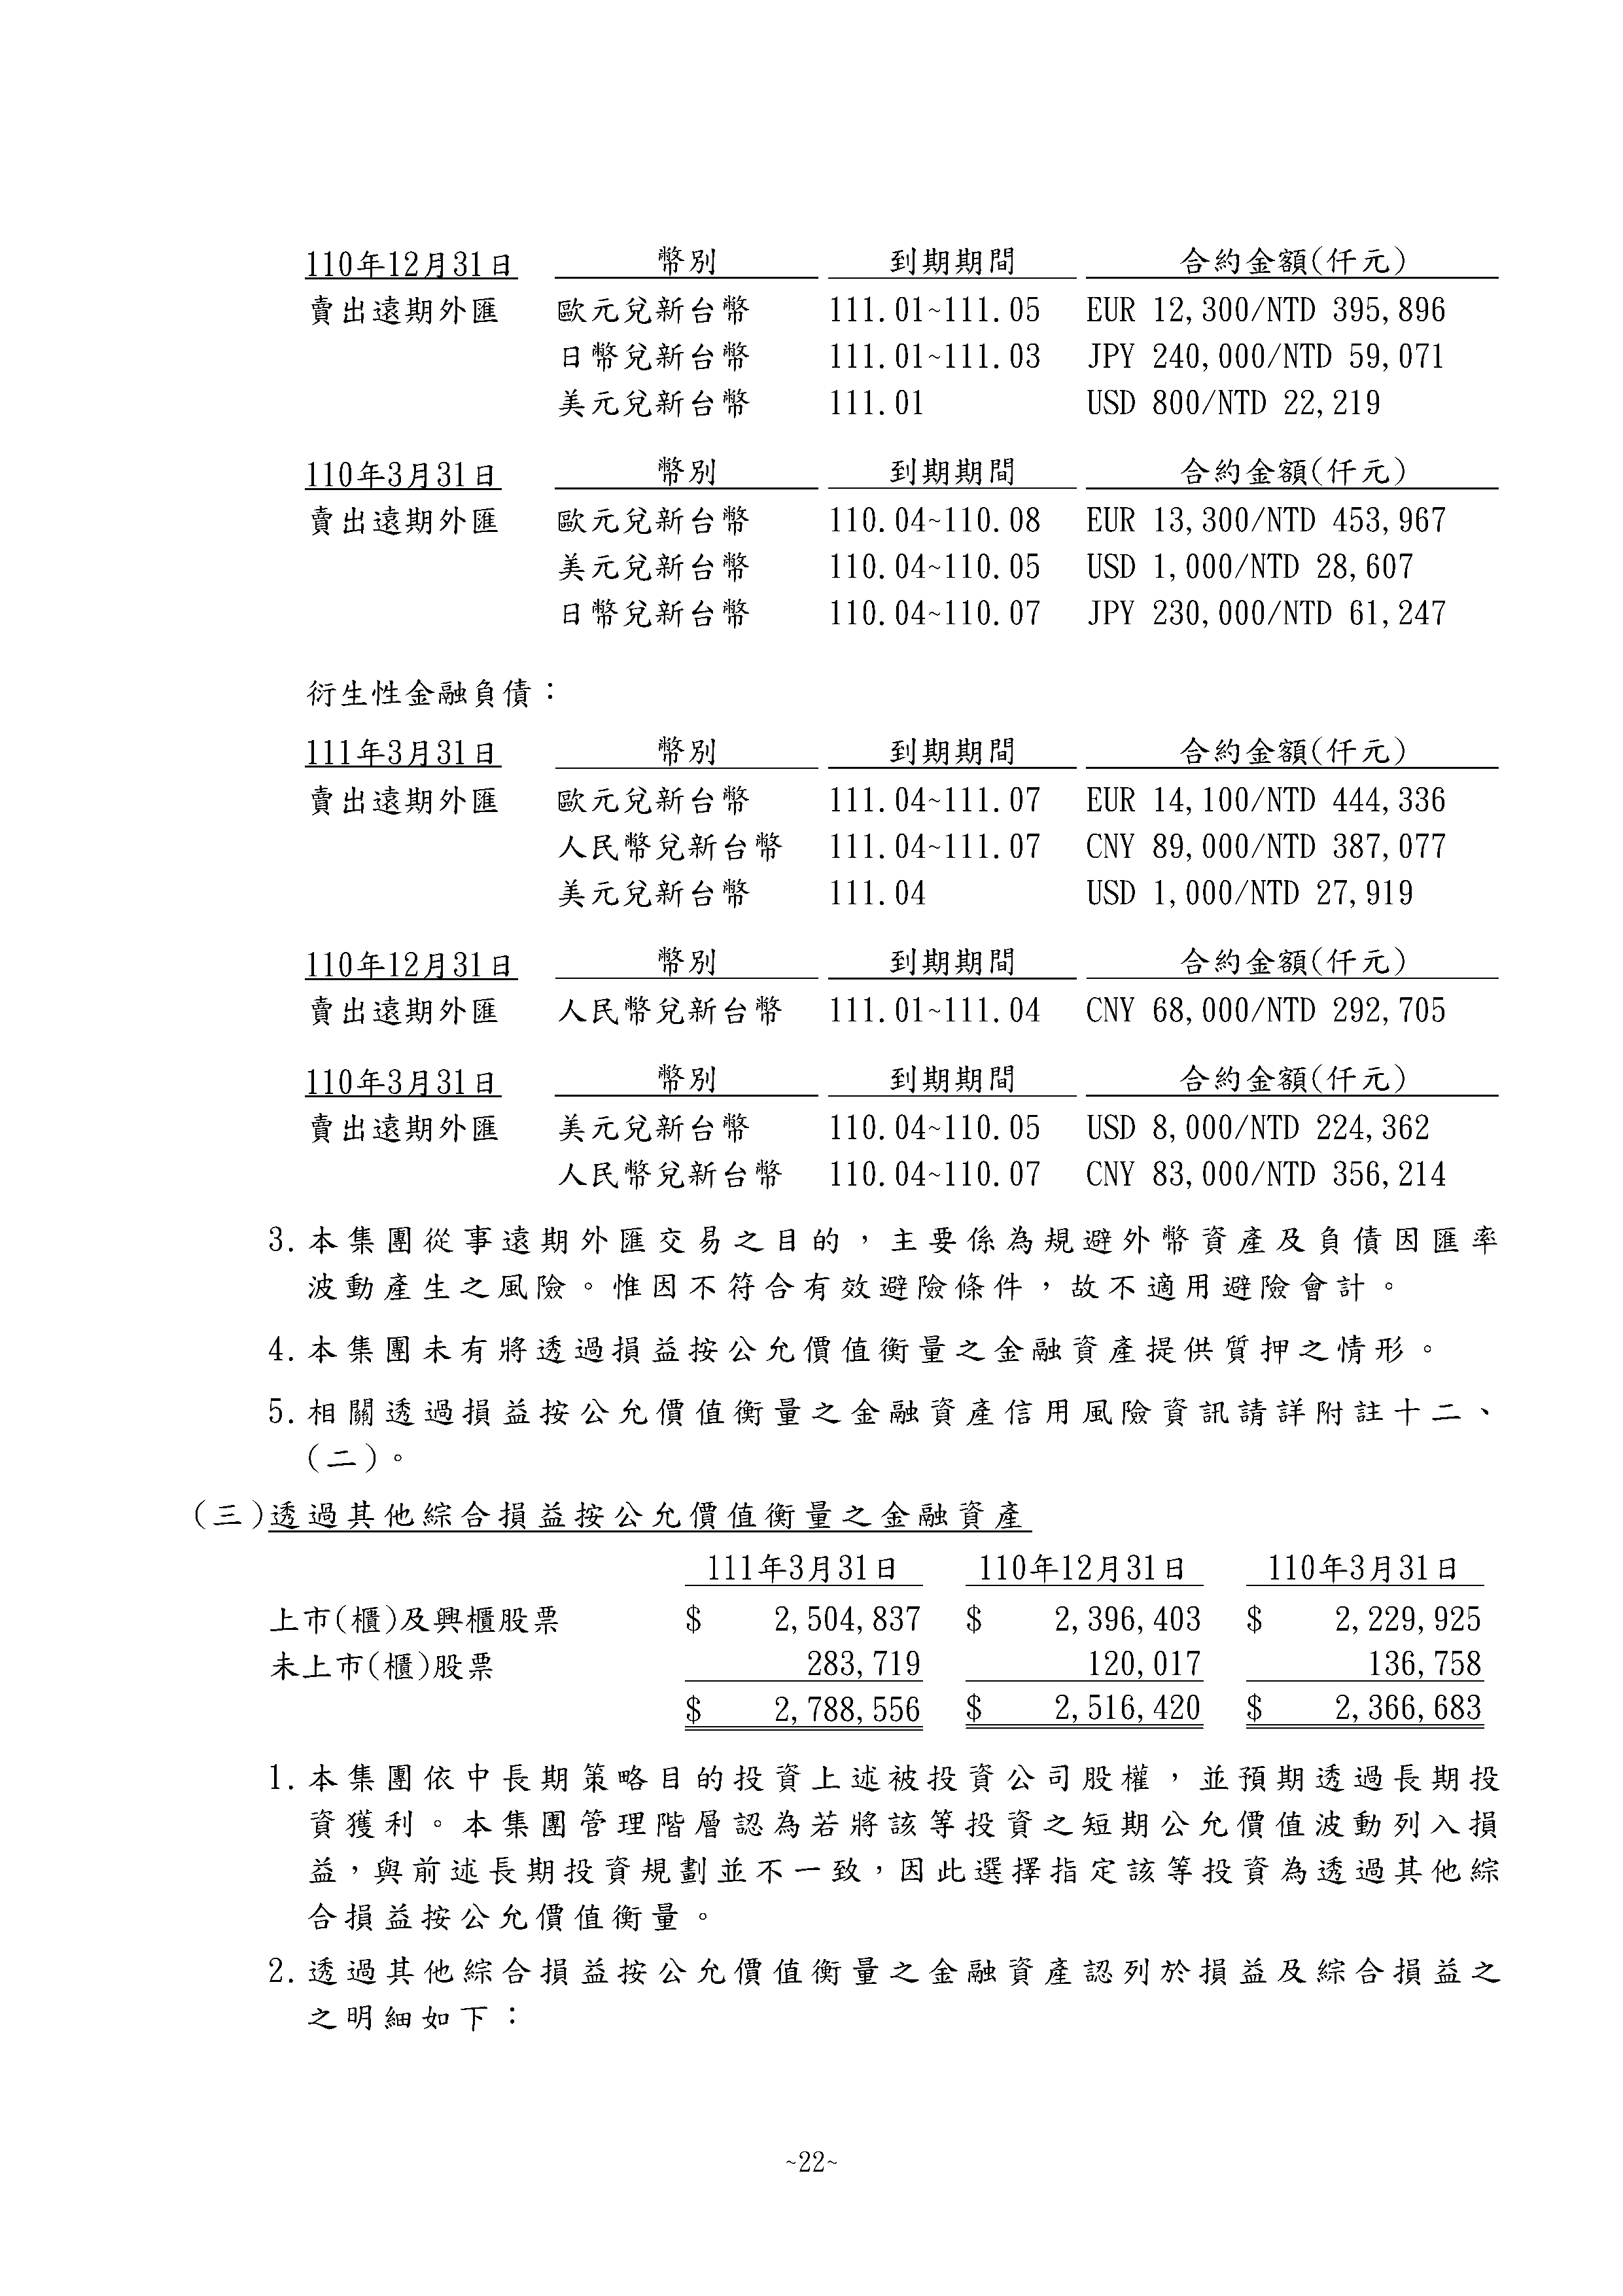 110年12月31日 幣別 到期期間 合約金額(仟元)
賣出遠期外匯 歐元兌新台幣 111.01~111.05 EUR 12,300/NTD 395,896
日幣兌新台幣 111.01~111.03 JPY 240,000/NTD 59,071
美元兌新台幣 111.01 USD 800/NTD 22,219
110年3月31日 幣別 到期期間 合約金額(仟元)
賣出遠期外匯 歐元兌新台幣 110.04~110.08 EUR 13,300/NTD 453,967
美元兌新台幣 110.04~110.05 USD 1,000/NTD 28,607
日幣兌新台幣 110.04~110.07 JPY 230,000/NTD 61,247
衍生性金融負債：
111年3月31日 幣別 到期期間 合約金額(仟元)
賣出遠期外匯 歐元兌新台幣 111.04~111.07 EUR 14,100/NTD 444,336
人民幣兌新台幣 111.04~111.07 CNY 89,000/NTD 387,077
美元兌新台幣 111.04 USD 1,000/NTD 27,919
110年12月31日 幣別 到期期間 合約金額(仟元)
賣出遠期外匯 人民幣兌新台幣 111.01~111.04 CNY 68,000/NTD 292,705
110年3月31日 幣別 到期期間 合約金額(仟元)
賣出遠期外匯 美元兌新台幣 110.04~110.05 USD 8,000/NTD 224,362
人民幣兌新台幣 110.04~110.07 CNY 83,000/NTD 356,214
3.本集團從事遠期外匯交易之目的，主要係為規避外幣資產及負債因匯率
波動產生之風險。惟因不符合有效避險條件，故不適用避險會計。
4.本集團未有將透過損益按公允價值衡量之金融資產提供質押之情形。
5.相關透過損益按公允價值衡量之金融資產信用風險資訊請詳附註十二、
(二)。
(三)透過其他綜合損益按公允價值衡量之金融資產
111年3月31日 110年12月31日 110年3月31日
上市(櫃)及興櫃股票 $ 2,504,837 $ 2,396,403 $ 2,229,925
未上市(櫃)股票 283,719 120,017 136,758
$ 2,788,556 $ 2,516,420 $ 2,366,683
1.本集團依中長期策略目的投資上述被投資公司股權，並預期透過長期投
資獲利。本集團管理階層認為若將該等投資之短期公允價值波動列入損
益，與前述長期投資規劃並不一致，因此選擇指定該等投資為透過其他綜
合損益按公允價值衡量。
2.透過其他綜合損益按公允價值衡量之金融資產認列於損益及綜合損益之
之明細如下：
~22~